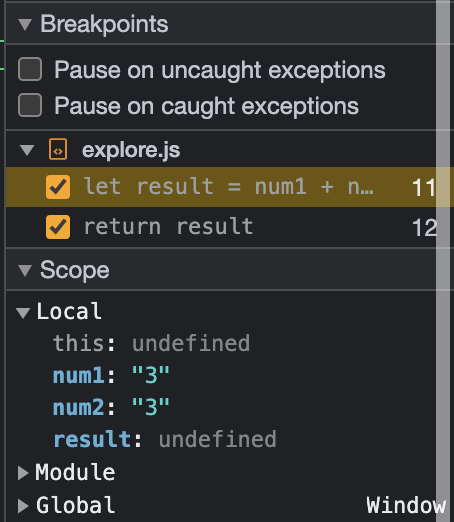 Breakpoints
Pause on uncaught exceptions
Pause on caught exceptions
explore.js
let result = num1 + n… 11
return result 12
Scope
Local
this: undefined
num1: "3"
num2: "3"
result: undefined
Module
Global Window